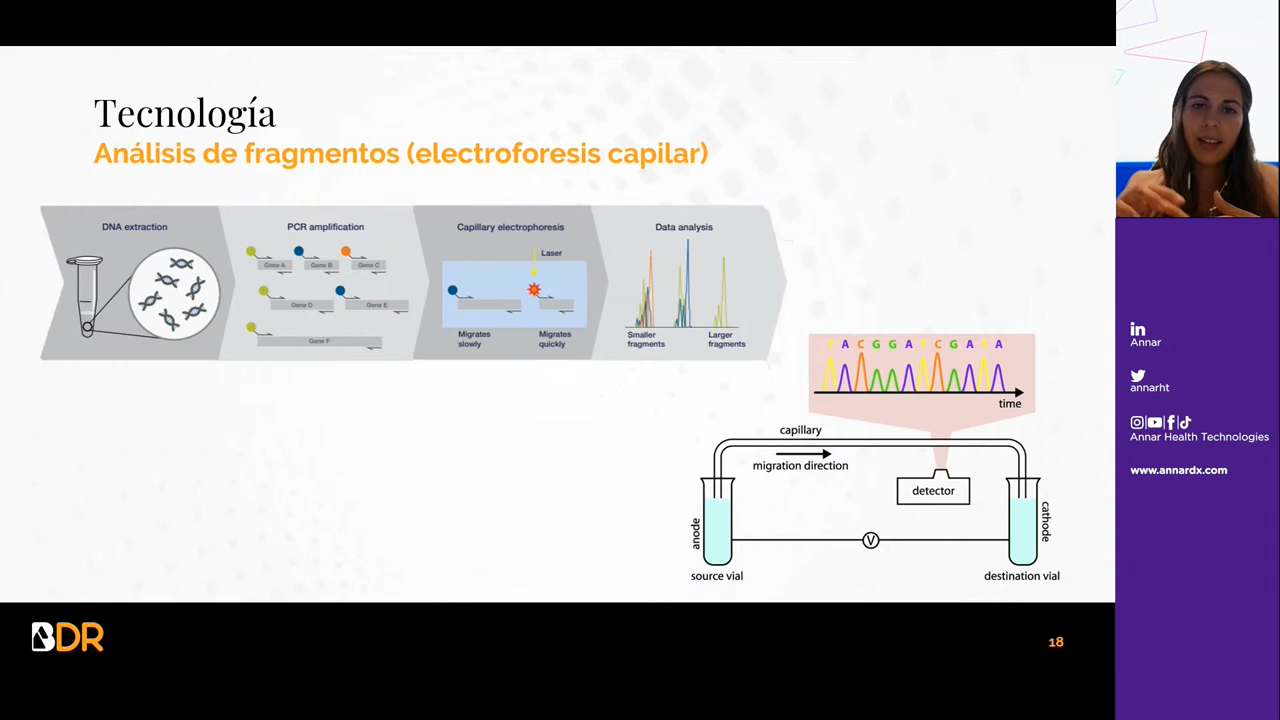 Tecnología
Análisis de fragmentos (electroforesis capilar)
DNA extraction
PCR amplification
Gene A
Gene B
Gene C
Gene D
Gene E
Gene F
Capillary electrophoresis
Laser
Migrates
slowly
Migrates
quickly
Data analysis
Smaller
fragments
Larger
fragments
T A C G G A T C G A T A
time
capillary
migration direction
detector
anode
cathode
V
source vial
destination vial
BDR
18
in
Annar
annarht
Annar Health Technologies
www.annardx.com